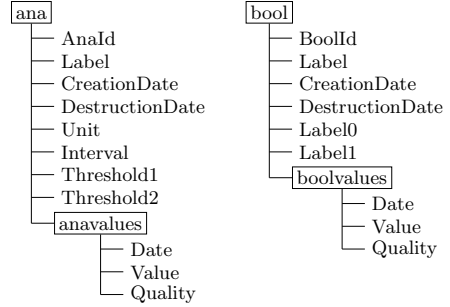 ana
AnaId
Label
CreationDate
DestructionDate
Unit
Interval
Threshold1
Threshold2
anavalues
Date
Value
Quality
bool
BoolId
Label
CreationDate
DestructionDate
Label0
Label1
boolvalues
Date
Value
Quality